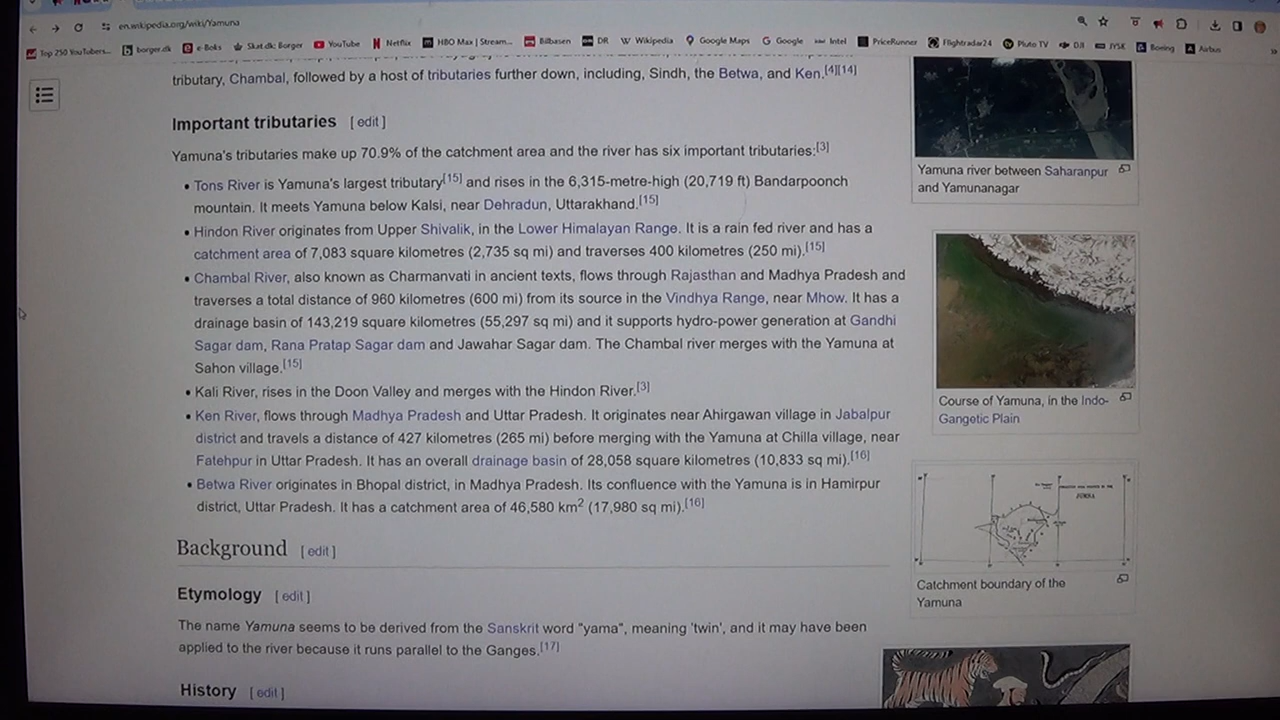 en.wikipedia.org/wiki/Yamuna
Top 250 YouTubers... borger.dk e-Boks Skat.dk: Borger YouTube Netflix HBO Max | Stream... Bilbasen DR Wikipedia Google Maps Google Intel PriceRunner Flightradar24 Pluto TV DJI JYSK Boeing Airbus
tributary, Chambal, followed by a host of tributaries further down, including, Sindh, the Betwa, and Ken.[4][14]
Important tributaries [ edit ]
Yamuna's tributaries make up 70.9% of the catchment area and the river has six important tributaries:[3]
• Tons River is Yamuna's largest tributary[15] and rises in the 6,315-metre-high (20,719 ft) Bandarpoonch
mountain. It meets Yamuna below Kalsi, near Dehradun, Uttarakhand.[15]
• Hindon River originates from Upper Shivalik, in the Lower Himalayan Range. It is a rain fed river and has a
catchment area of 7,083 square kilometres (2,735 sq mi) and traverses 400 kilometres (250 mi).[15]
• Chambal River, also known as Charmanvati in ancient texts, flows through Rajasthan and Madhya Pradesh and
traverses a total distance of 960 kilometres (600 mi) from its source in the Vindhya Range, near Mhow. It has a
drainage basin of 143,219 square kilometres (55,297 sq mi) and it supports hydro-power generation at Gandhi
Sagar dam, Rana Pratap Sagar dam and Jawahar Sagar dam. The Chambal river merges with the Yamuna at
Sahon village.[15]
• Kali River, rises in the Doon Valley and merges with the Hindon River.[3]
• Ken River, flows through Madhya Pradesh and Uttar Pradesh. It originates near Ahirgawan village in Jabalpur
district and travels a distance of 427 kilometres (265 mi) before merging with the Yamuna at Chilla village, near
Fatehpur in Uttar Pradesh. It has an overall drainage basin of 28,058 square kilometres (10,833 sq mi).[16]
• Betwa River originates in Bhopal district, in Madhya Pradesh. Its confluence with the Yamuna is in Hamirpur
district, Uttar Pradesh. It has a catchment area of 46,580 km² (17,980 sq mi).[16]
Background [ edit ]
Etymology [ edit ]
The name Yamuna seems to be derived from the Sanskrit word "yama", meaning 'twin', and it may have been
applied to the river because it runs parallel to the Ganges.[17]
History [ edit ]
Yamuna river between Saharanpur
and Yamunanagar
Course of Yamuna, in the Indo-
Gangetic Plain
JUMNA
Catchment boundary of the
Yamuna